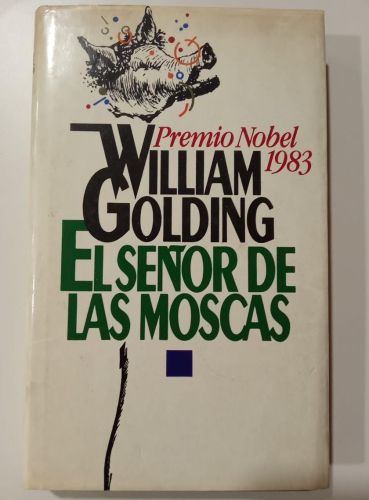 Premio Nobel
1983
WILLIAM
GOLDING
EL SEÑOR DE
LAS MOSCAS